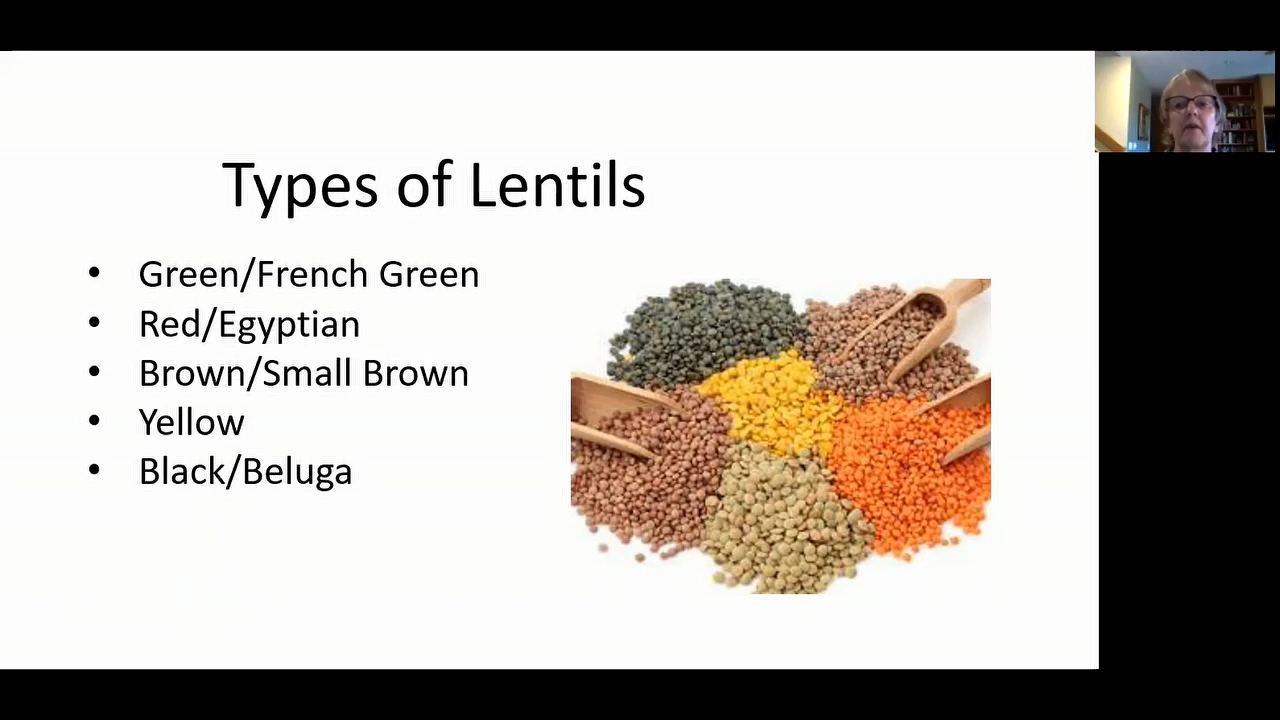 Types of Lentils
• Green/French Green
• Red/Egyptian
• Brown/Small Brown
• Yellow
• Black/Beluga